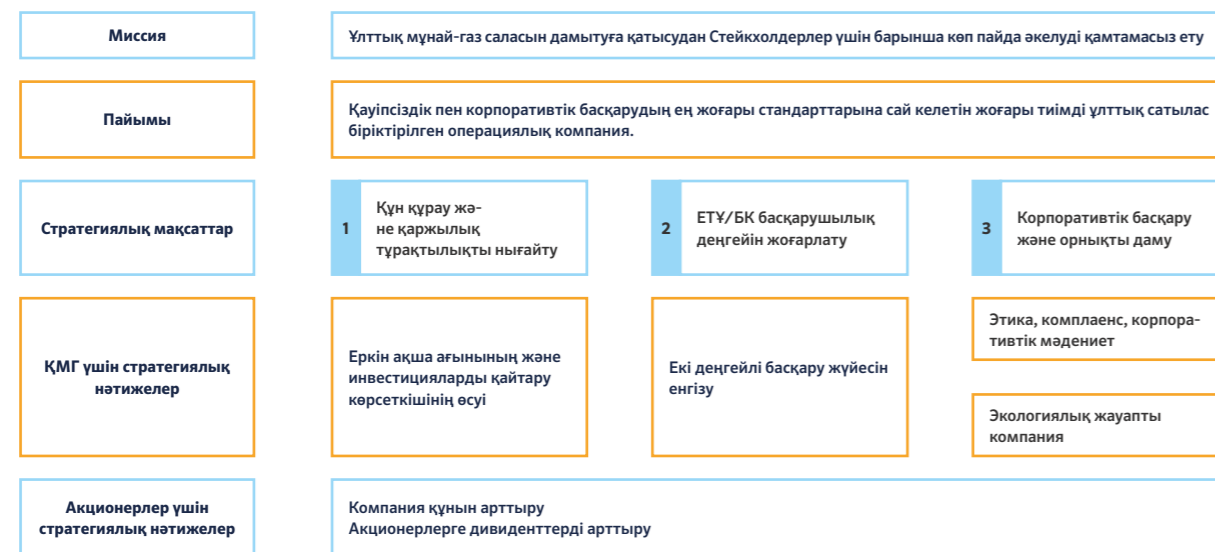 Миссия
Ұлттық мұнай-газ саласын дамытуға қатысудан Стейкхолдерлер үшін барынша көп пайда әкелуді қамтамасыз ету
Пайымы
Қауіпсіздік пен корпоративтік басқарудың ең жоғары стандарттарына сай келетін жоғары тиімді ұлттық сатылас
біріктірілген операциялық компания.
Стратегиялық мақсаттар
1
Құн құрау жә-
не қаржылық
тұрақтылықты нығайту
2
ЕТҰ/БК басқарушылық
деңгейін жоғарлату
3
Корпоративтік басқару
және орнықты даму
ҚМГ үшін стратегиялық
нәтижелер
Еркін ақша ағынының және
инвестицияларды қайтару
көрсеткішінің өсуі
Екі деңгейлі басқару жүйесін
енгізу
Этика, комплаенс, корпора-
тивтік мәдениет
Экологиялық жауапты
компания
Акционерлер үшін
стратегиялық нәтижелер
Компания құнын арттыру
Акционерлерге дивиденттерді арттыру